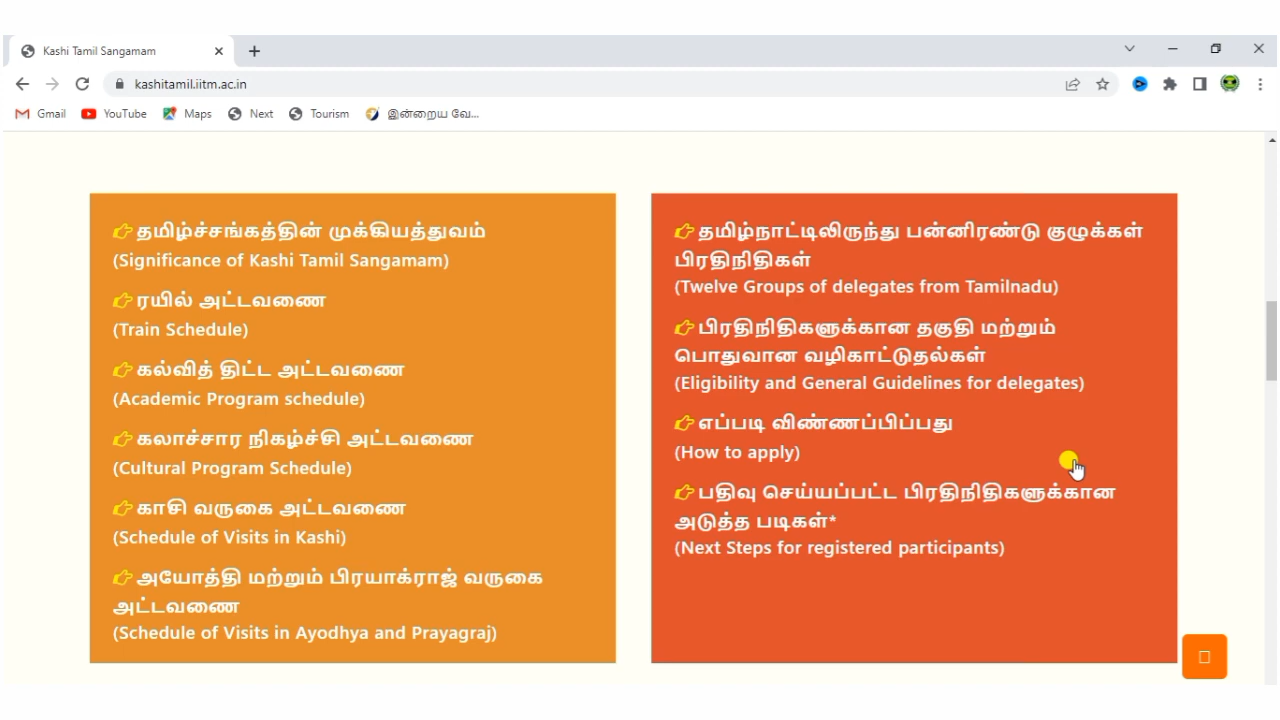 Kashi Tamil Sangamam
kashitamil.iitm.ac.in
Gmail YouTube Maps Next Tourism இன்றைய வே...
தமிழ்ச்சங்கத்தின் முக்கியத்துவம்
(Significance of Kashi Tamil Sangamam)
ரயில் அட்டவணை
(Train Schedule)
கல்வித் திட்ட அட்டவணை
(Academic Program schedule)
கலாச்சார நிகழ்ச்சி அட்டவணை
(Cultural Program Schedule)
காசி வருகை அட்டவணை
(Schedule of Visits in Kashi)
அயோத்தி மற்றும் பிரயாக்ராஜ் வருகை
அட்டவணை
(Schedule of Visits in Ayodhya and Prayagraj)
தமிழ்நாட்டிலிருந்து பன்னிரண்டு குழுக்கள்
பிரதிநிதிகள்
(Twelve Groups of delegates from Tamilnadu)
பிரதிநிதிகளுக்கான தகுதி மற்றும்
பொதுவான வழிகாட்டுதல்கள்
(Eligibility and General Guidelines for delegates)
எப்படி விண்ணப்பிப்பது
(How to apply)
பதிவு செய்யப்பட்ட பிரதிநிதிகளுக்கான
அடுத்த படிகள்*
(Next Steps for registered participants)